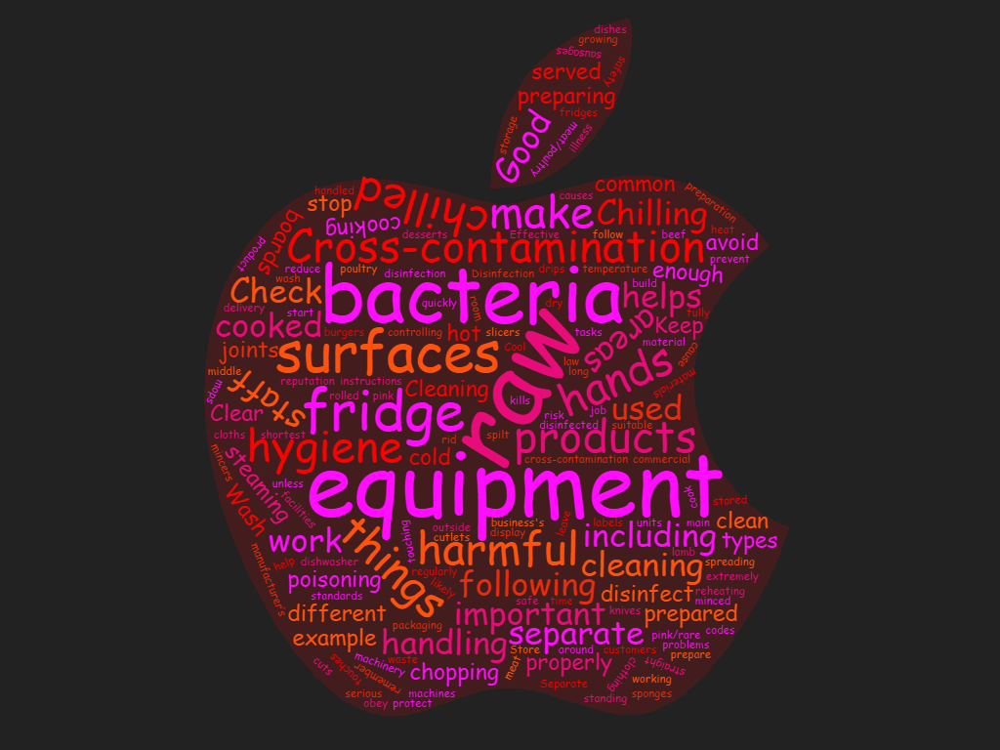 dishes
growing
sausages
served
safety
preparing
fridges
storage
Good
meat/poultry
illness
handled
stop
chilled
causes
common
preparation
boards
cooking
make
Chilling
heat
product
desserts
Effective
follow
beef
avoid
Cross-contamination
prevent
reduce
poultry
disinfection
Disinfection
drips
temperature
enough
wash
Check
bacteria
build
helps
delivery
start
quickly
room
dry
fully
cooked
burgers
controlling
hot
slicers
tasks
areas
Keep
material
joints
surfaces
Cool
raw
law
long
cause
middle
staff
reputation
instructions
Cleaning
hands
materials
mops
rolled
pink
kills
Clear
fridge
risk
job
used
disinfected
suitable
cloths
shortest
rid
spilt
products
mincers
steaming
hygiene
cold
cross-contamination
commercial
unless
equipment
cook
stored
Wash
facilities
touching
outside
business's
leave
labels
units
main
clean
work
things
cutlets
display
including
types
manufacturer's
help
dishwasher
harmful
lamb
cleaning
spreading
poisoning
regularly
likely
following
extremely
standards
safe
time
disinfect
reheating
minced
different
important
knives
prepared
packaging
example
handling
separate
pink/rare
codes
problems
cuts
touches
machinery
waste
Store
around
customers
prepare
remember
chopping
meat
properly
clothing
straight
working
serious
machines
Separate
sponges
obey
protect
standing